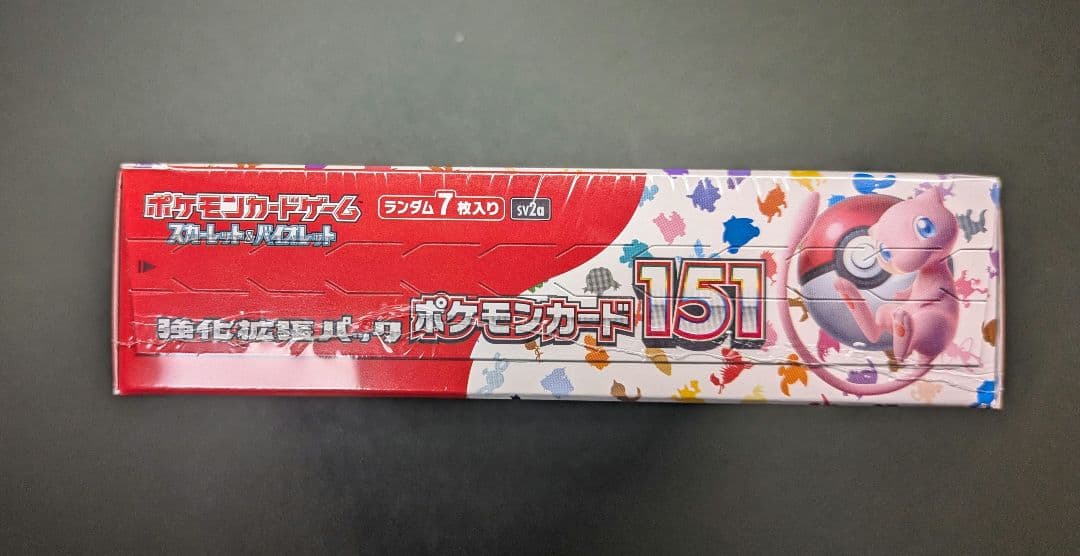 ポケモンカードゲーム
スカーレット&バイオレット
ランダム7枚入り
sv2a
強化拡張パック
ポケモンカード151